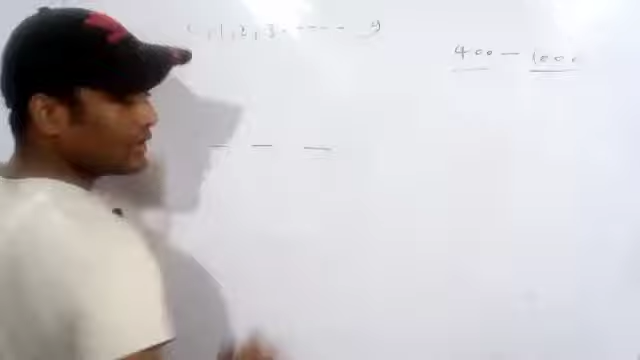 0, 1, 2, 3 - - - - - 9
400 — 1000